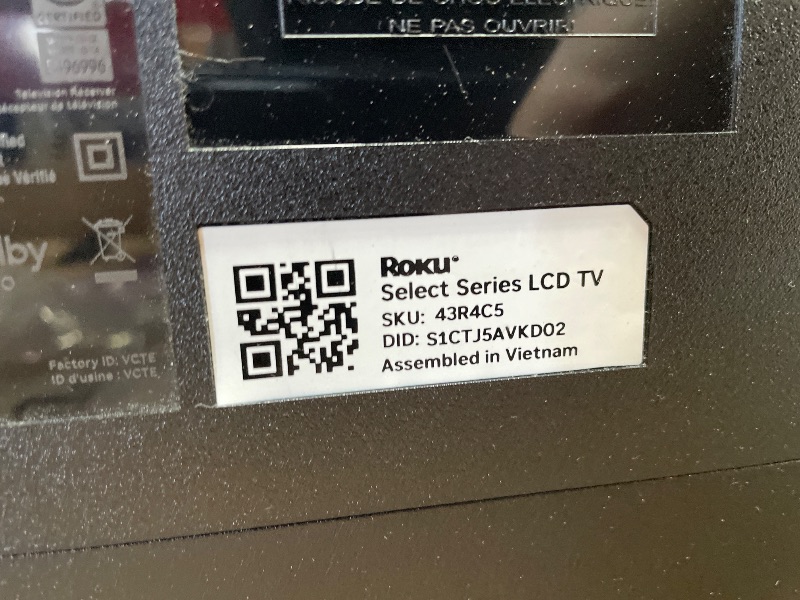 NE PAS OUVRIR
CERTIFIED
Television Receiver
Récepteur de télévision
Vérifié
Factory ID: VCTE
ID d'usine : VCTE
ROKU
Select Series LCD TV
SKU: 43R4C5
DID: S1CTJ5AVKD02
Assembled in Vietnam